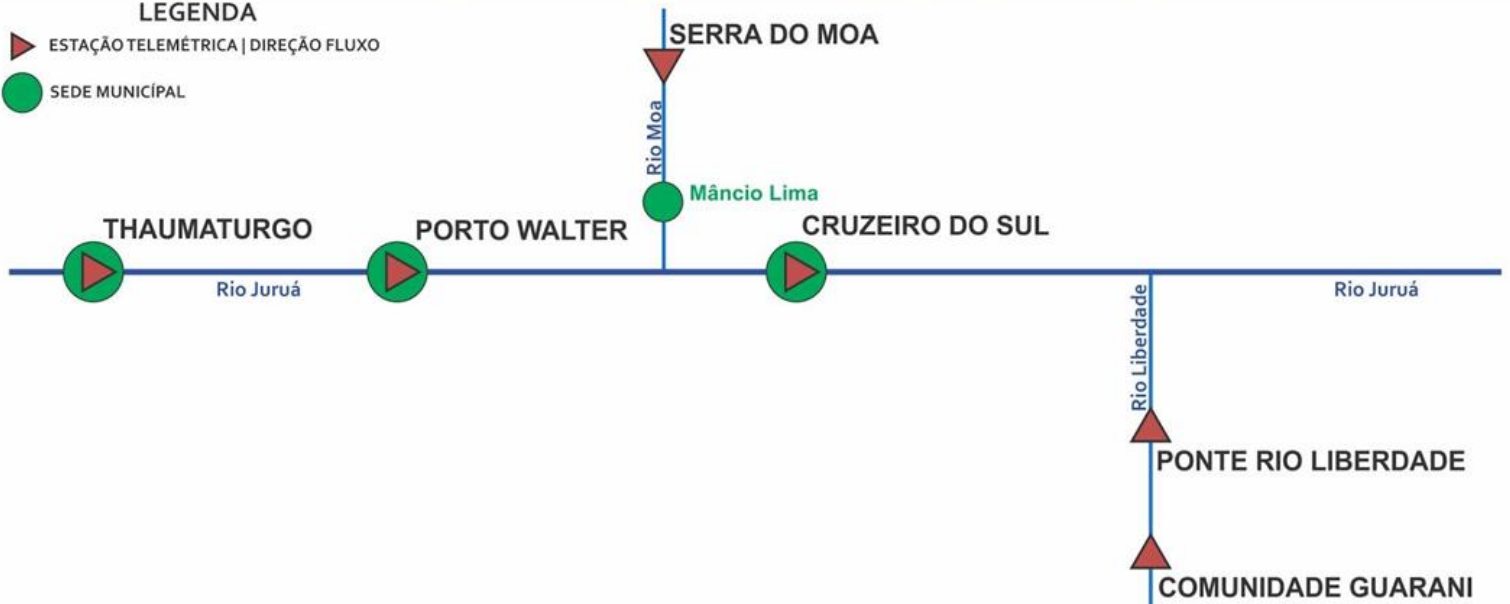 LEGENDA
ESTAÇÃO TELEMÉTRICA | DIREÇÃO FLUXO
SEDE MUNICÍPAL
SERRA DO MOA
Rio Moa
Mâncio Lima
THAUMATURGO
PORTO WALTER
CRUZEIRO DO SUL
Rio Juruá
Rio Juruá
Rio Liberdade
PONTE RIO LIBERDADE
COMUNIDADE GUARANI